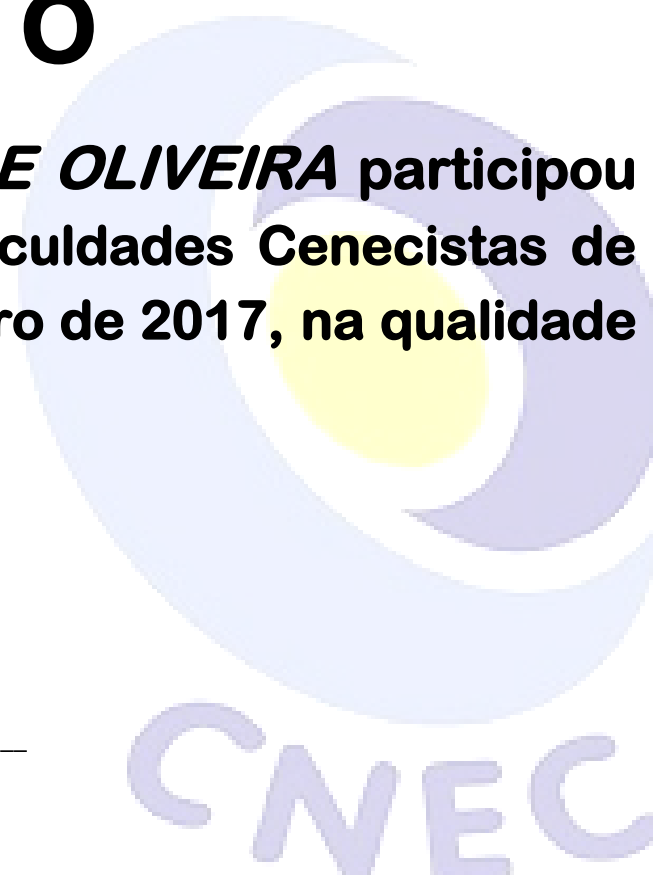 O
E OLIVEIRA participou
culdades Cenecistas de
ro de 2017, na qualidade
CNEC